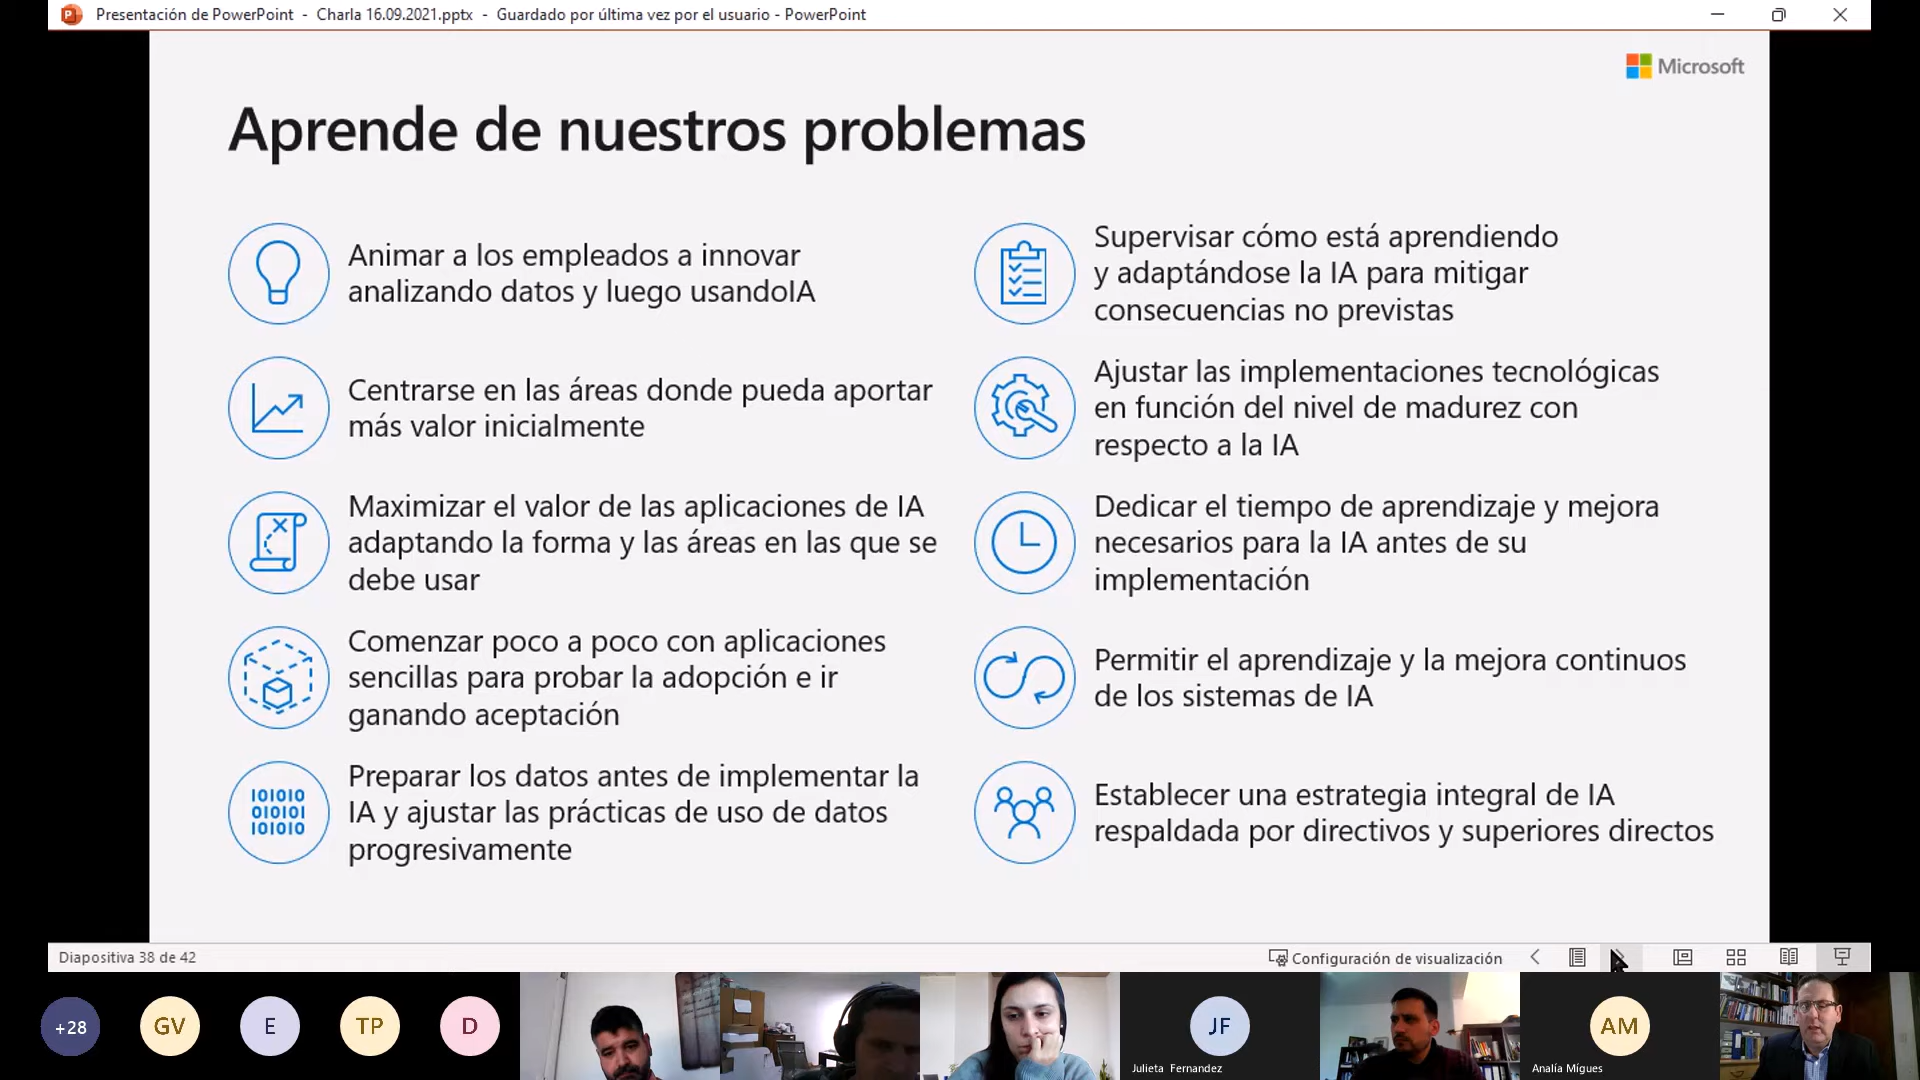 Presentación de PowerPoint - Charla 16.09.2021.pptx - Guardado por última vez por el usuario - PowerPoint
Microsoft
Aprende de nuestros problemas
Animar a los empleados a innovar
analizando datos y luego usandoIA
Centrarse en las áreas donde pueda aportar
más valor inicialmente
Maximizar el valor de las aplicaciones de IA
adaptando la forma y las áreas en las que se
debe usar
Comenzar poco a poco con aplicaciones
sencillas para probar la adopción e ir
ganando aceptación
101010
010101
101010
Preparar los datos antes de implementar la
IA y ajustar las prácticas de uso de datos
progresivamente
Supervisar cómo está aprendiendo
y adaptándose la IA para mitigar
consecuencias no previstas
Ajustar las implementaciones tecnológicas
en función del nivel de madurez con
respecto a la IA
Dedicar el tiempo de aprendizaje y mejora
necesarios para la IA antes de su
implementación
Permitir el aprendizaje y la mejora continuos
de los sistemas de IA
Establecer una estrategia integral de IA
respaldada por directivos y superiores directos
Diapositiva 38 de 42
Configuración de visualización
+28
GV
E
TP
D
JF
Julieta Fernandez
AM
Analía Mígues